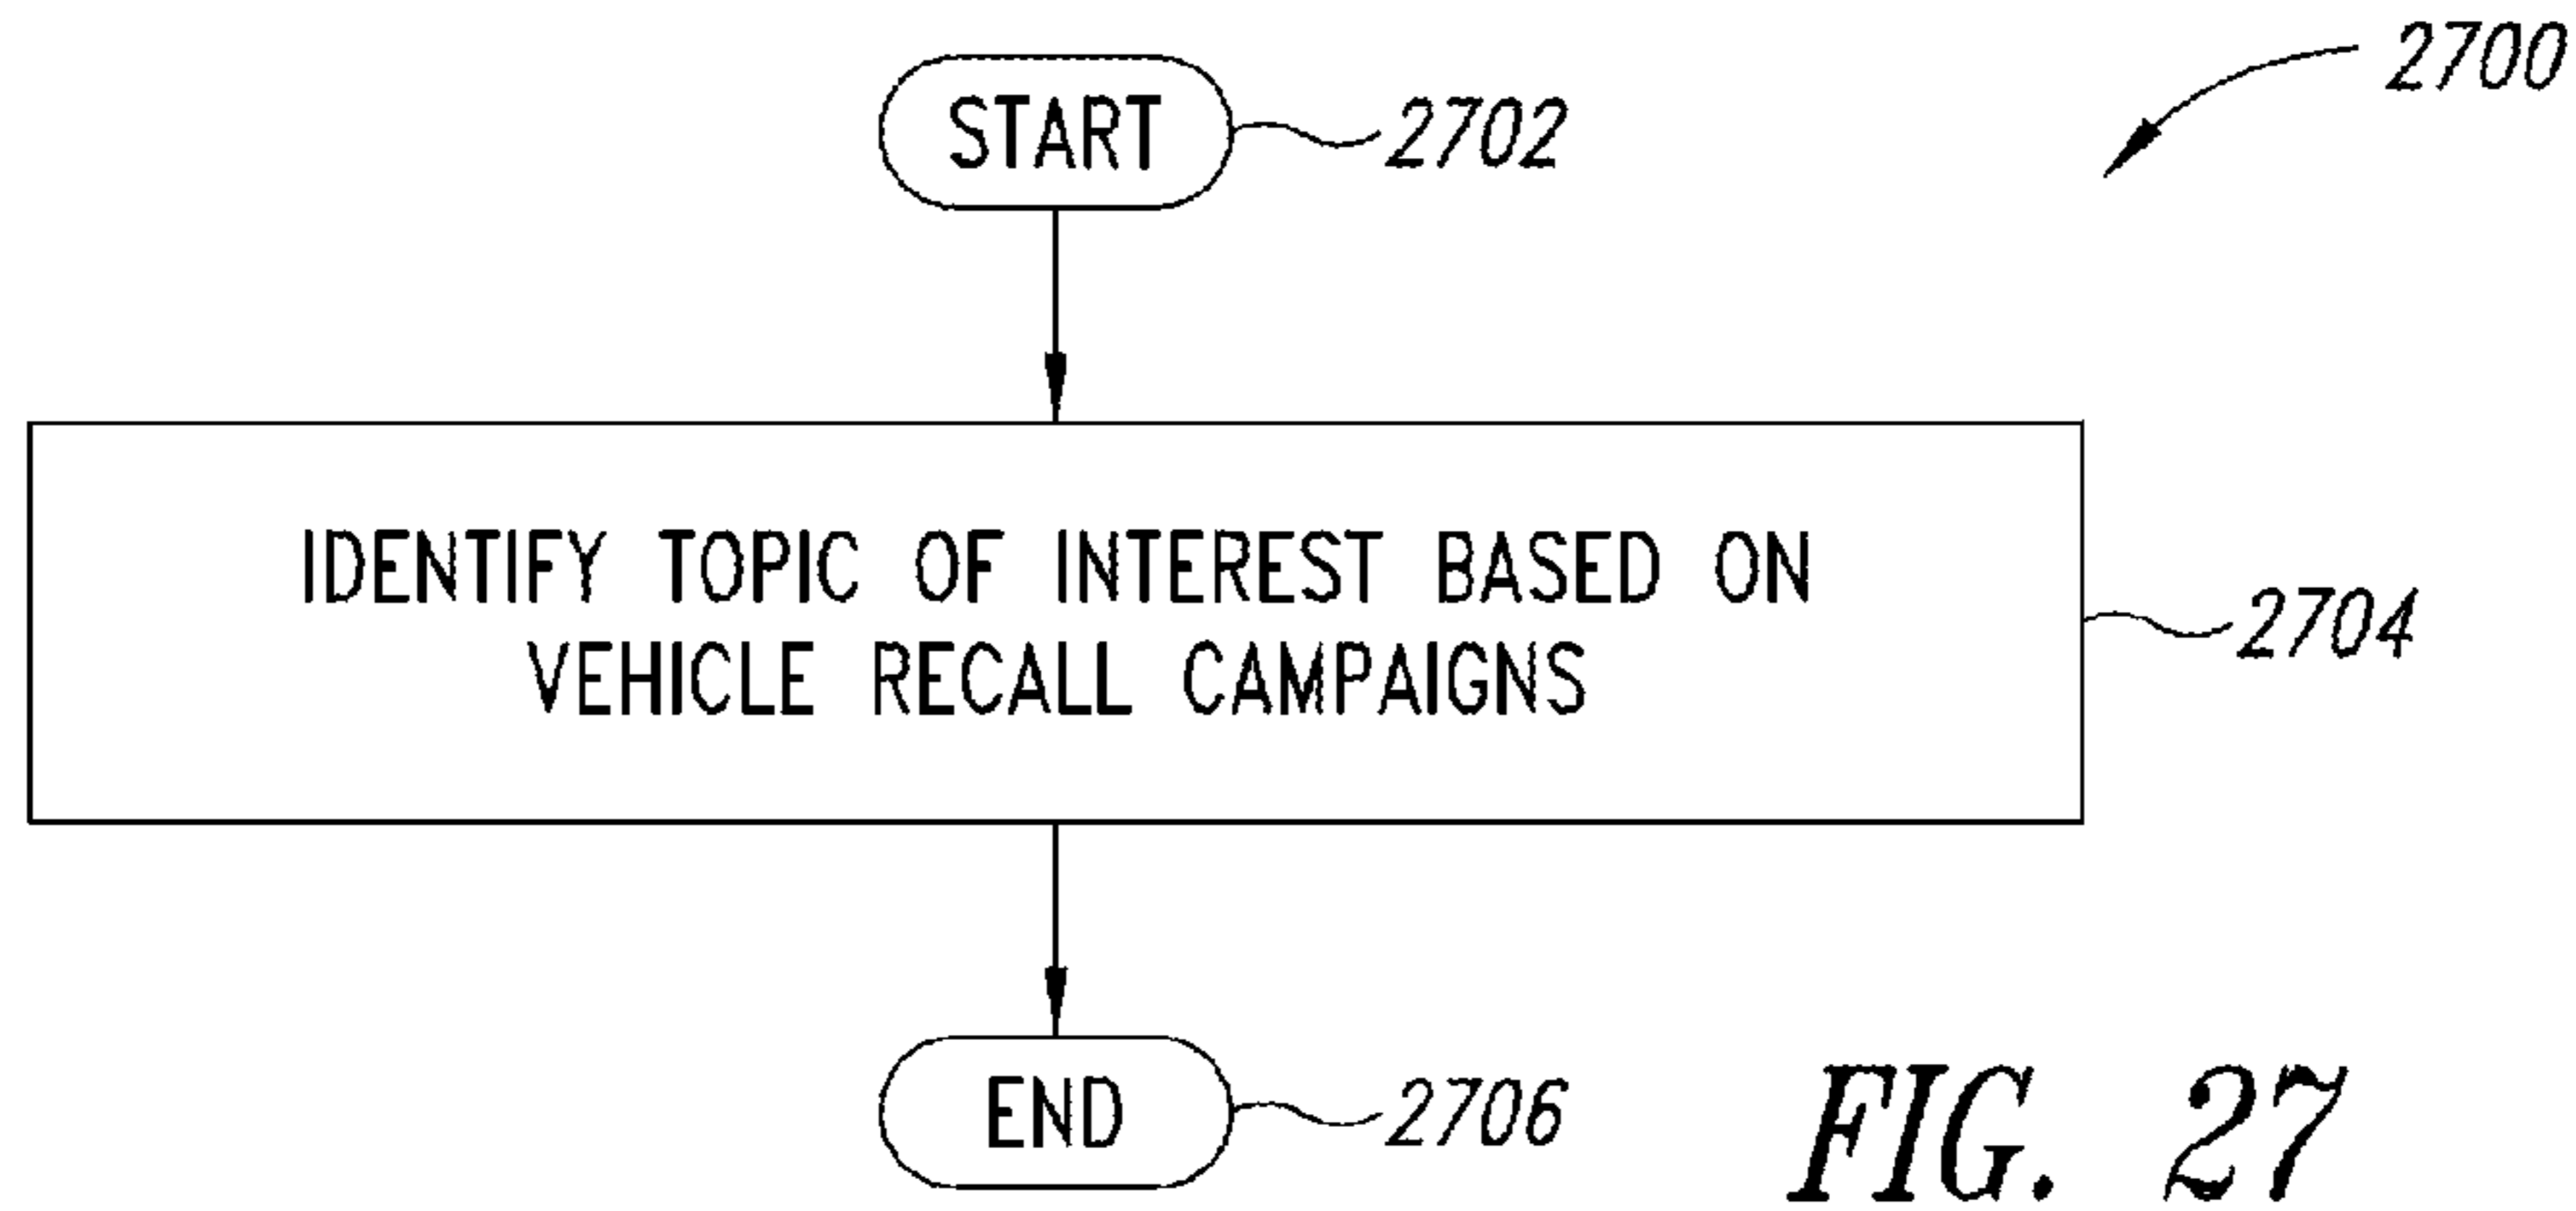 2700
START
2702
IDENTIFY TOPIC OF INTEREST BASED ON
VEHICLE RECALL CAMPAIGNS
2704
END
2706
FIG. 27